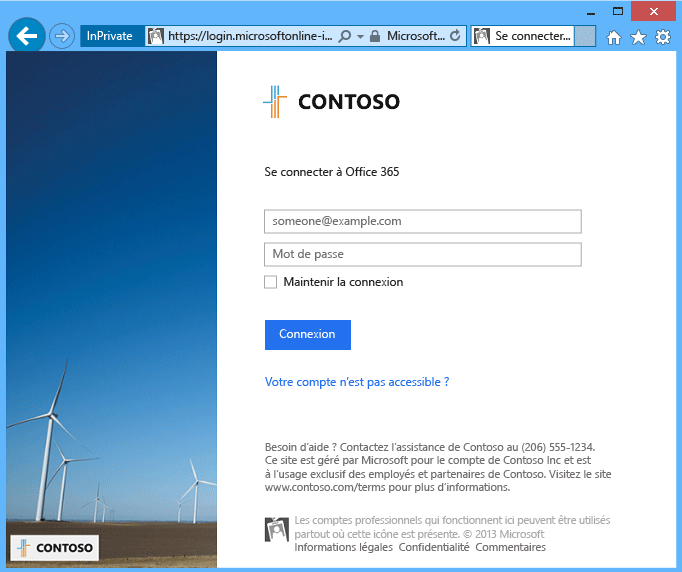 InPrivate https://login.microsoftonline-i... Microsoft... Se connecter...
CONTOSO
Se connecter à Office 365
someone@example.com
Mot de passe
Maintenir la connexion
Connexion
Votre compte n'est pas accessible ?
Besoin d'aide ? Contactez l'assistance de Contoso au (206) 555-1234.
Ce site est géré par Microsoft pour le compte de Contoso Inc et est
à l'usage exclusif des employés et partenaires de Contoso. Visitez le site
www.contoso.com/terms pour plus d'informations.
Les comptes professionnels qui fonctionnent ici peuvent être utilisés
partout où cette icône est présente. © 2013 Microsoft
Informations légales Confidentialité Commentaires
CONTOSO